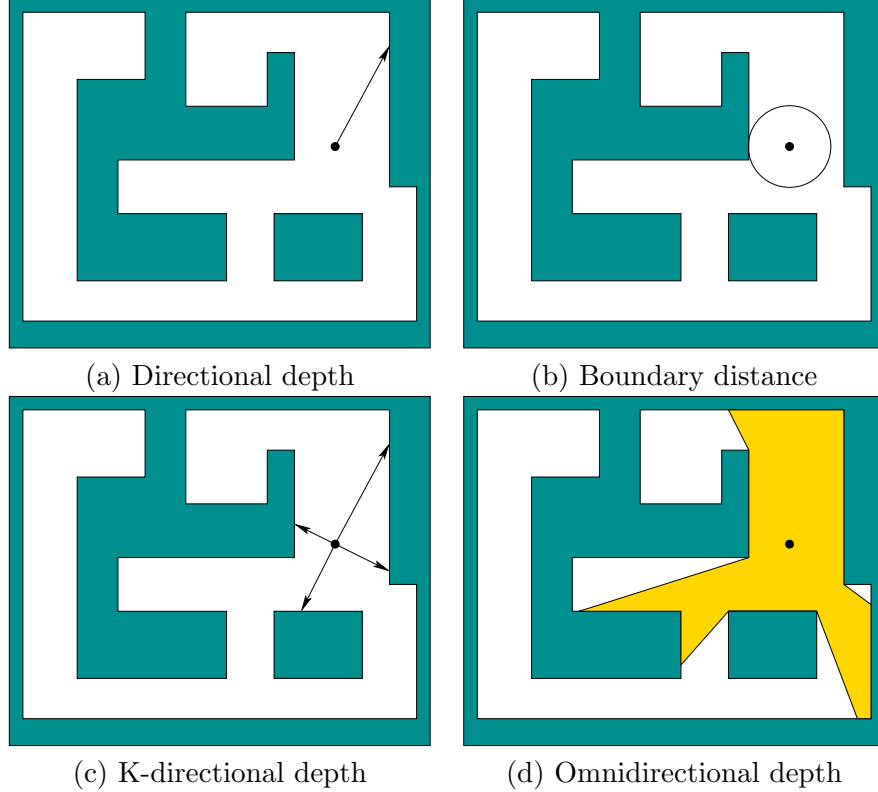 (a) Directional depth
(b) Boundary distance
(c) K-directional depth
(d) Omnidirectional depth